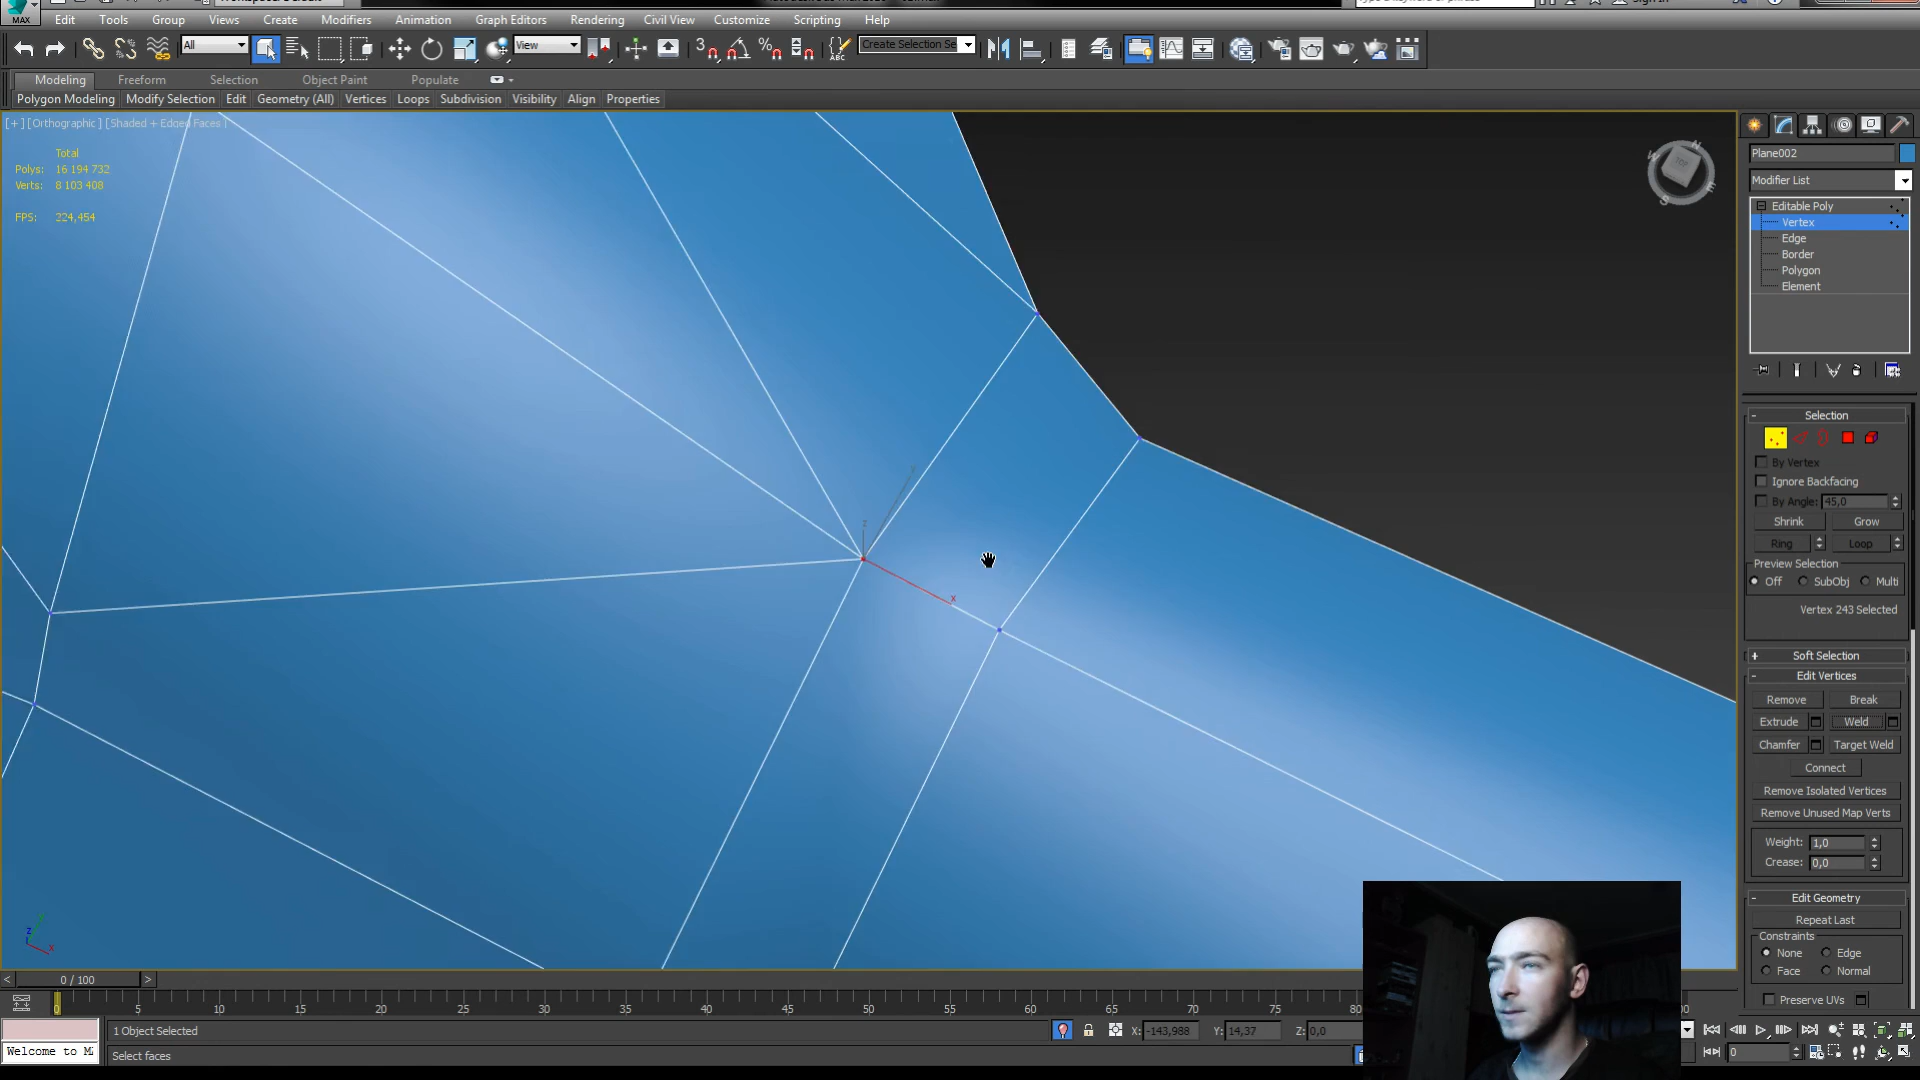 Edit Tools Group Views Create Modifiers Animation Graph Editors Rendering Civil View Customize Scripting Help
MAX
All
View
Create Selection Se
Modeling Freeform Selection Object Paint Populate
Polygon Modeling Modify Selection Edit Geometry (All) Vertices Loops Subdivision Visibility Align Properties
[+] [Orthographic ] [Shaded + Edged Faces ]
Total
Polys: 16 194 732
Verts: 8 103 408
FPS: 224,454
TOP
N
W
E
S
Plane002
Modifier List
Editable Poly
Vertex
Edge
Border
Polygon
Element
Selection
By Vertex
Ignore Backfacing
By Angle: 45,0
Shrink Grow
Ring Loop
Preview Selection
Off SubObj Multi
Vertex 243 Selected
Soft Selection
Edit Vertices
Remove Break
Extrude Weld
Chamfer Target Weld
Connect
Remove Isolated Vertices
Remove Unused Map Verts
Weight: 1,0
Crease: 0,0
Edit Geometry
Repeat Last
Constraints
None Edge
Face Normal
Preserve UVs
z
x
z
x
0 / 100
0 5 10 15 20 25 30 35 40 45 50 55 60 65 70 75 80
1 Object Selected
X: -143,988 Y: 14,37 Z: 0,0
Welcome to M
Select faces
0